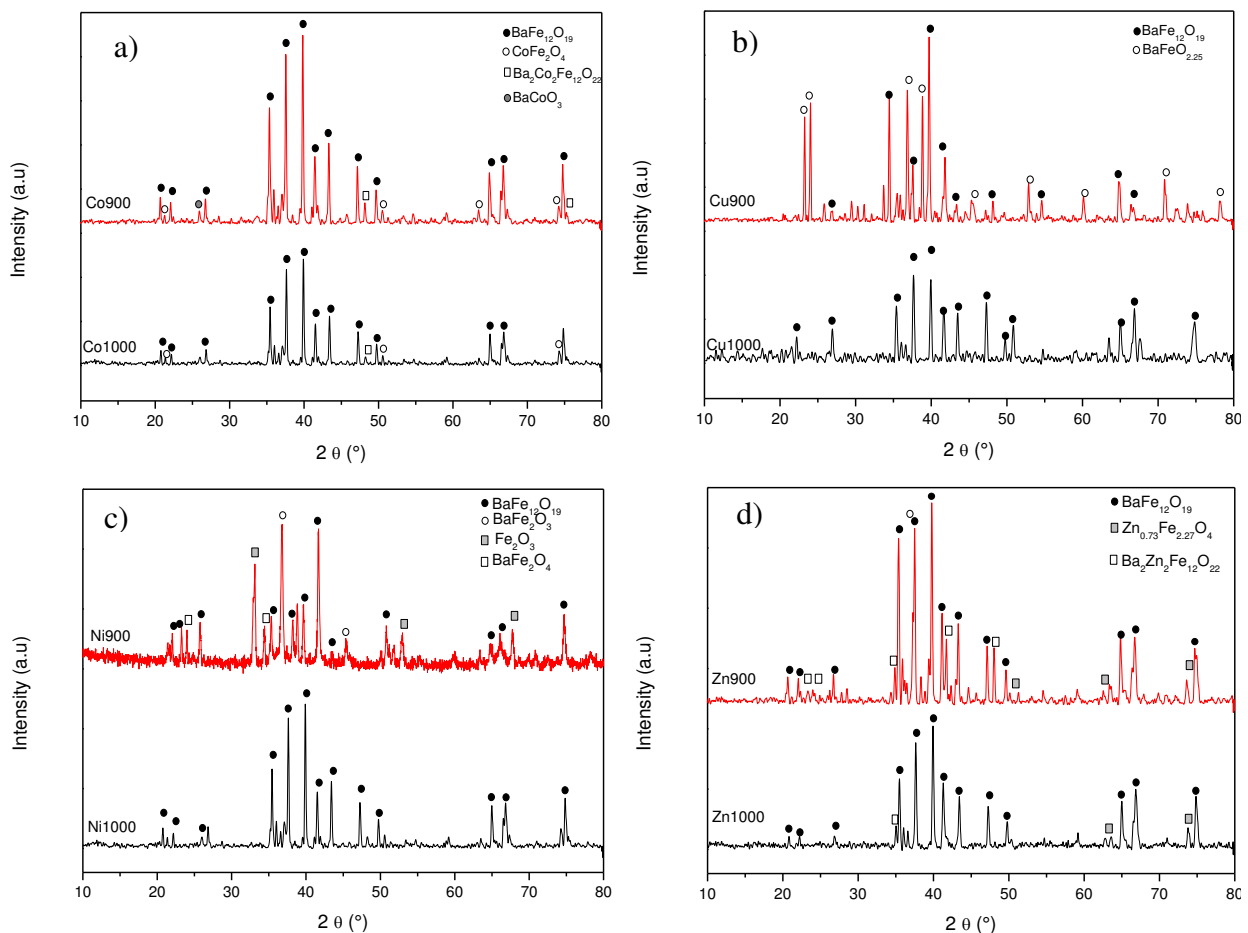 a)
BaFe₁₂O₁₉
CoFe₂O₄
Ba₂Co₂Fe₁₂O₂₂
BaCoO₃
Co900
Co1000
Intensity (a.u)
10 20 30 40 50 60 70 80
2 θ (°)
b)
BaFe₁₂O₁₉
BaFeO₂.₂₅
Cu900
Cu1000
Intensity (a.u)
10 20 30 40 50 60 70 80
2 θ (°)
c)
BaFe₁₂O₁₉
BaFe₂O₃
Fe₂O₃
BaFe₂O₄
Ni900
Ni1000
Intensity (a.u)
10 20 30 40 50 60 70 80
2 θ (°)
d)
BaFe₁₂O₁₉
Zn₀.₇₃Fe₂.₂₇O₄
Ba₂Zn₂Fe₁₂O₂₂
Zn900
Zn1000
Intensity (a.u)
10 20 30 40 50 60 70 80
2 θ (°)